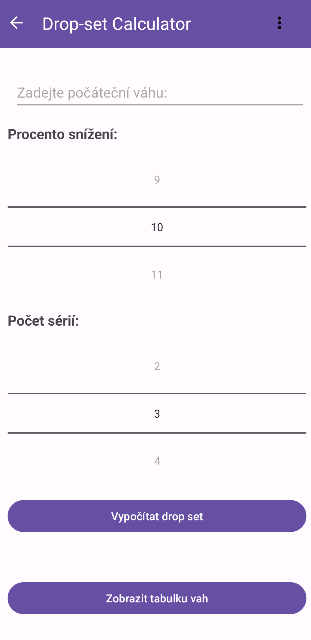 Drop-set Calculator
Zadejte počáteční váhu:
Procento snížení:
9
10
11
Počet sérií:
2
3
4
Vypočítat drop set
Zobrazit tabulku vah